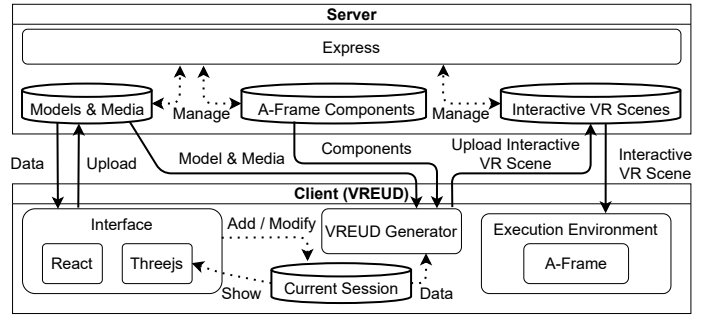 Server
Express
Models & Media
Manage
A-Frame Components
Manage
Interactive VR Scenes
Data
Upload
Model & Media
Components
Upload Interactive
VR Scene
Interactive
VR Scene
Client (VREUD)
Interface
React
Threejs
Add / Modify
VREUD Generator
Execution Environment
A-Frame
Show
Current Session
Data